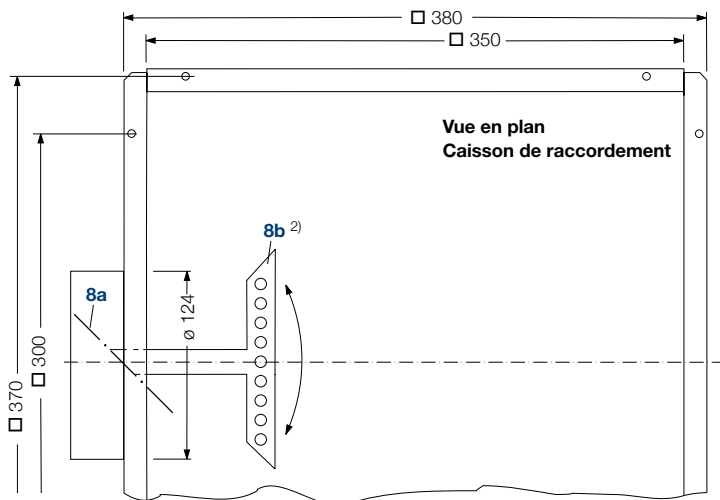 □ 380
□ 350
Vue en plan
Caisson de raccordement
8b 2)
8a
ø 124
□ 300
□ 370